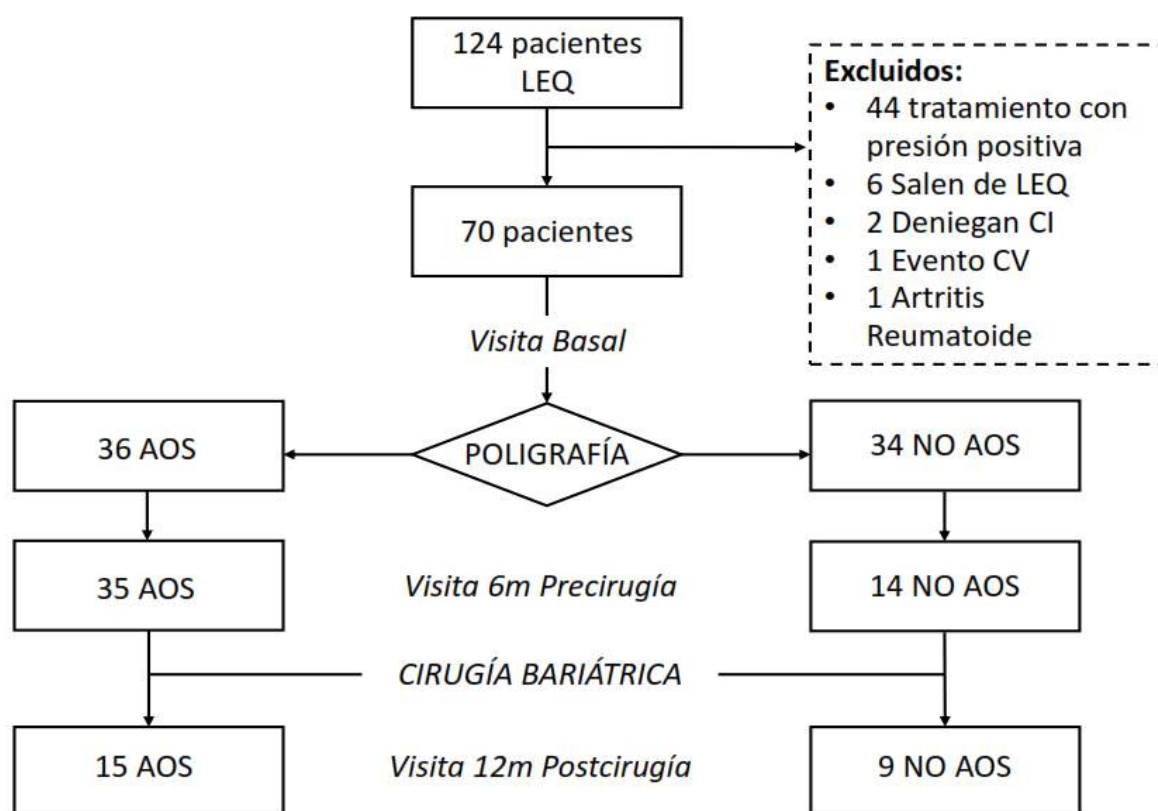 124 pacientes
LEQ
Excluidos:
• 44 tratamiento con
presión positiva
• 6 Salen de LEQ
• 2 Deniegan CI
• 1 Evento CV
• 1 Artritis
Reumatoide
70 pacientes
Visita Basal
36 AOS
POLIGRAFÍA
34 NO AOS
35 AOS
Visita 6m Precirugía
14 NO AOS
CIRUGÍA BARIÁTRICA
15 AOS
Visita 12m Postcirugía
9 NO AOS